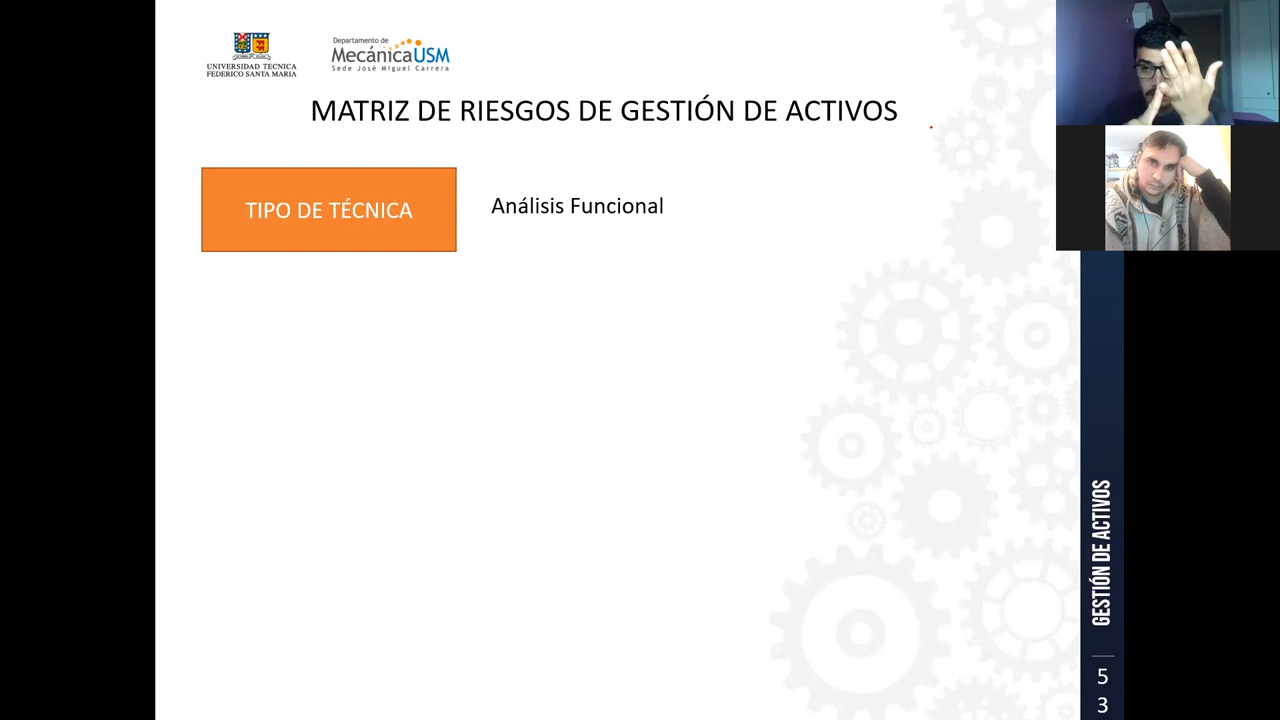 UNIVERSIDAD TECNICA
FEDERICO SANTA MARIA
Departamento de
MecánicaUSM
Sede José Miguel Carrera
MATRIZ DE RIESGOS DE GESTIÓN DE ACTIVOS
TIPO DE TÉCNICA
Análisis Funcional
GESTIÓN DE ACTIVOS
5
3